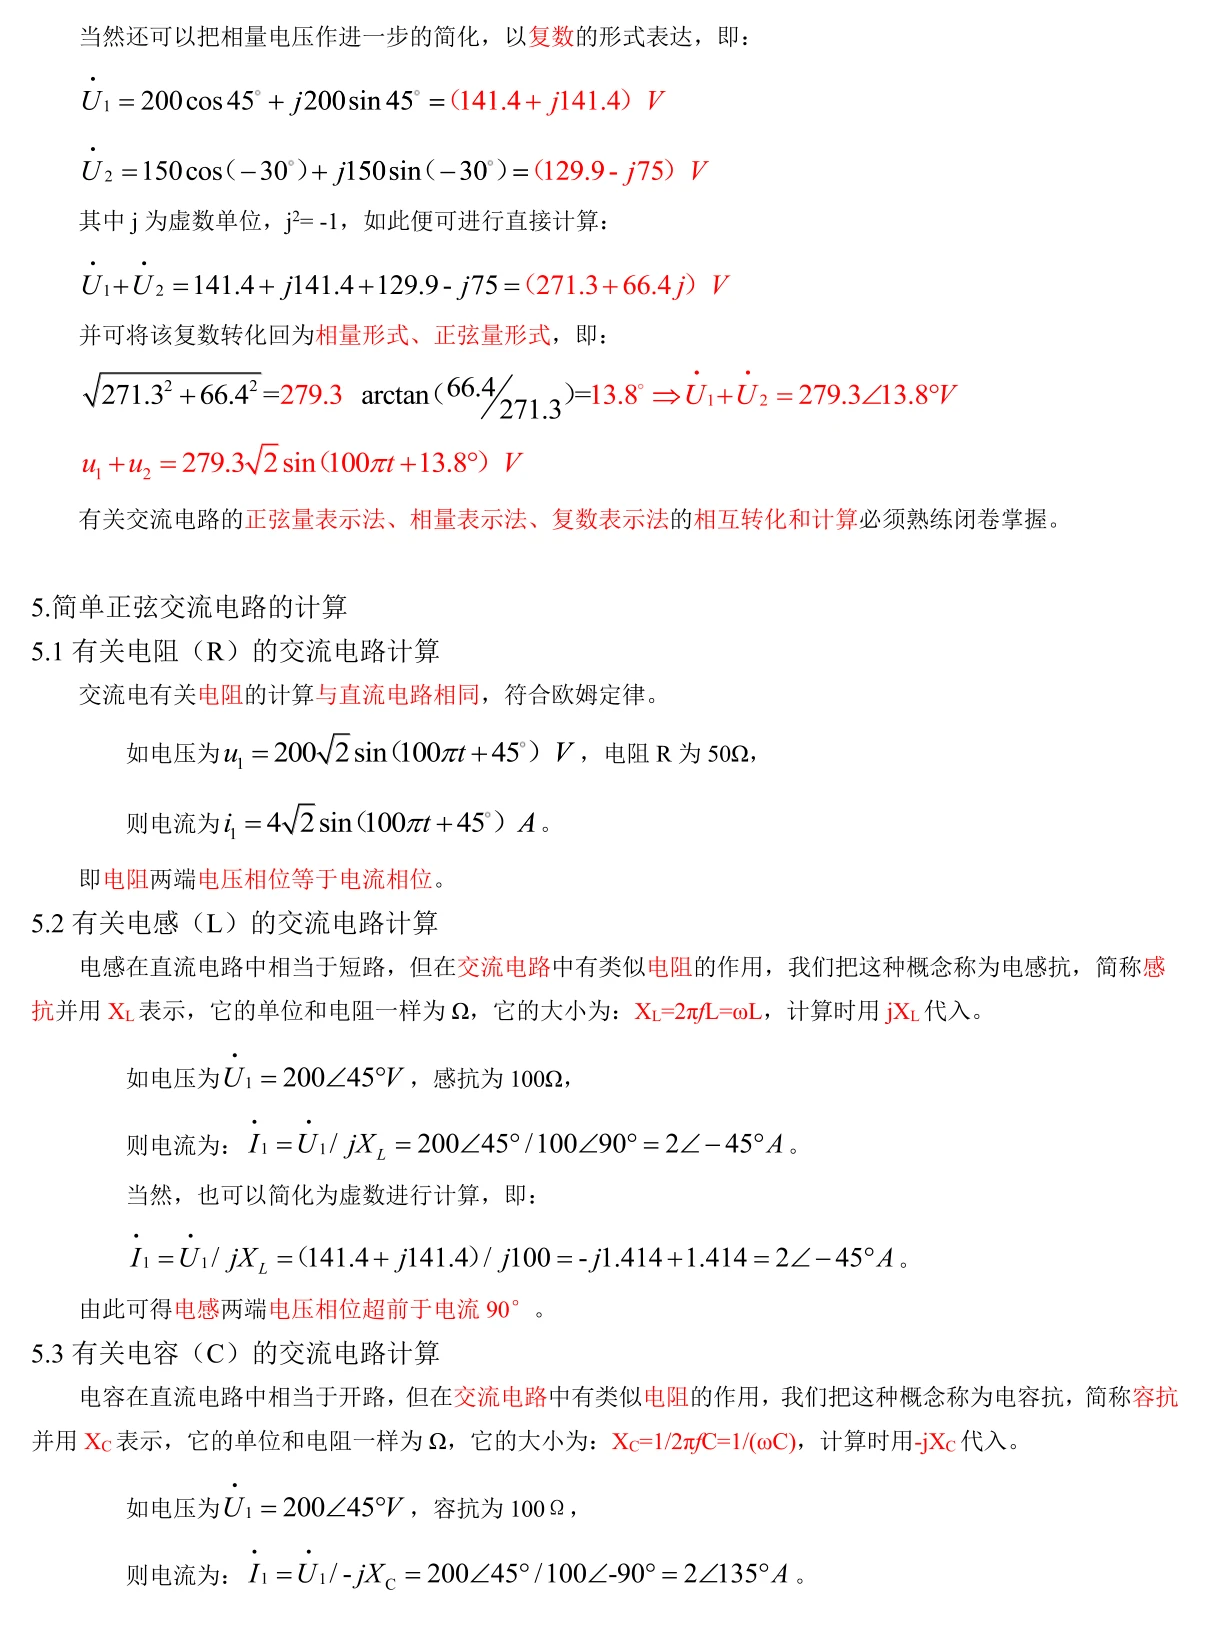 当然还可以把相量电压作进一步的简化，以复数的形式表达，即：
U̇₁ = 200cos45° + j200sin45° =（141.4 + j141.4）V
U̇₂ = 150cos（−30°）+ j150sin（−30°）=（129.9 - j75）V
其中 j 为虚数单位，j²= -1，如此便可进行直接计算：
U̇₁+U̇₂ = 141.4 + j141.4 +129.9 - j75 =（271.3 + 66.4j）V
并可将该复数转化回为相量形式、正弦量形式，即：
√(271.3² + 66.4²) =279.3 arctan（66.4/271.3）=13.8° ⇒ U̇₁+U̇₂ = 279.3∠13.8°V
u₁ + u₂ = 279.3√2 sin（100πt +13.8°）V
有关交流电路的正弦量表示法、相量表示法、复数表示法的相互转化和计算必须熟练闭卷掌握。
5.简单正弦交流电路的计算
5.1 有关电阻（R）的交流电路计算
交流电有关电阻的计算与直流电路相同，符合欧姆定律。
如电压为u₁ = 200√2 sin（100πt + 45°）V ，电阻 R 为 50Ω，
则电流为i₁ = 4√2 sin（100πt + 45°）A 。
即电阻两端电压相位等于电流相位。
5.2 有关电感（L）的交流电路计算
电感在直流电路中相当于短路，但在交流电路中有类似电阻的作用，我们把这种概念称为电感抗，简称感
抗并用 X_L 表示，它的单位和电阻一样为 Ω，它的大小为：X_L=2πfL=ωL，计算时用 jX_L 代入。
如电压为U̇₁ = 200∠45°V ，感抗为 100Ω，
则电流为：İ₁ = U̇₁/ jX_L = 200∠45° /100∠90° = 2∠ − 45° A 。
当然，也可以简化为虚数进行计算，即：
İ₁ = U̇₁/ jX_L =（141.4 + j141.4）/ j100 = - j1.414 +1.414 = 2∠ − 45° A 。
由此可得电感两端电压相位超前于电流 90° 。
5.3 有关电容（C）的交流电路计算
电容在直流电路中相当于开路，但在交流电路中有类似电阻的作用，我们把这种概念称为电容抗，简称容抗
并用 X_C 表示，它的单位和电阻一样为 Ω，它的大小为：X_C=1/2πfC=1/(ωC)，计算时用-jX_C 代入。
如电压为U̇₁ = 200∠45°V ，容抗为 100Ω，
则电流为：İ₁ = U̇₁/ - jX_C = 200∠45° /100∠-90° = 2∠135° A 。